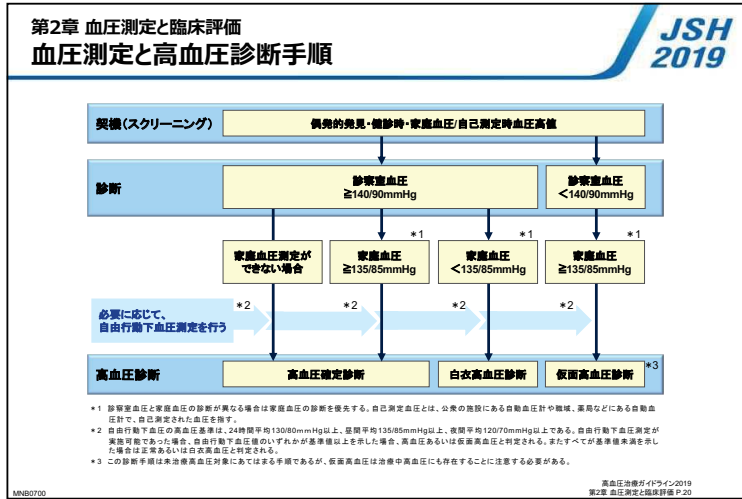 第2章 血圧測定と臨床評価
血圧測定と高血圧診断手順
JSH
2019
契機(スクリーニング)
偶発的発見・健診時・家庭血圧/自己測定時血圧高値
診断
診察室血圧
≧140/90mmHg
診察室血圧
<140/90mmHg
*1
*1
*1
家庭血圧測定が
できない場合
家庭血圧
≧135/85mmHg
家庭血圧
<135/85mmHg
家庭血圧
≧135/85mmHg
必要に応じて、
自由行動下血圧測定を行う
*2
*2
*2
*2
高血圧診断
高血圧確定診断
白衣高血圧診断
仮面高血圧診断
*3
*1 診察室血圧と家庭血圧の診断が異なる場合は家庭血圧の診断を優先する。自己測定血圧とは、公衆の施設にある自動血圧計や職域、薬局などにある自動血
圧計で、自己測定された血圧を指す。
*2 自由行動下血圧の高血圧基準は、24時間平均130/80mmHg以上、昼間平均135/85mmHg以上、夜間平均120/70mmHg以上である。自由行動下血圧測定が
実施可能であった場合、自由行動下血圧値のいずれかが基準値以上を示した場合、高血圧あるいは仮面高血圧と判定される。またすべてが基準値未満を示し
た場合は正常あるいは白衣高血圧と判定される。
*3 この診断手順は未治療高血圧対象にあてはまる手順であるが、仮面高血圧は治療中高血圧にも存在することに注意する必要がある。
高血圧治療ガイドライン2019
第2章 血圧測定と臨床評価 P.20
MNB0700